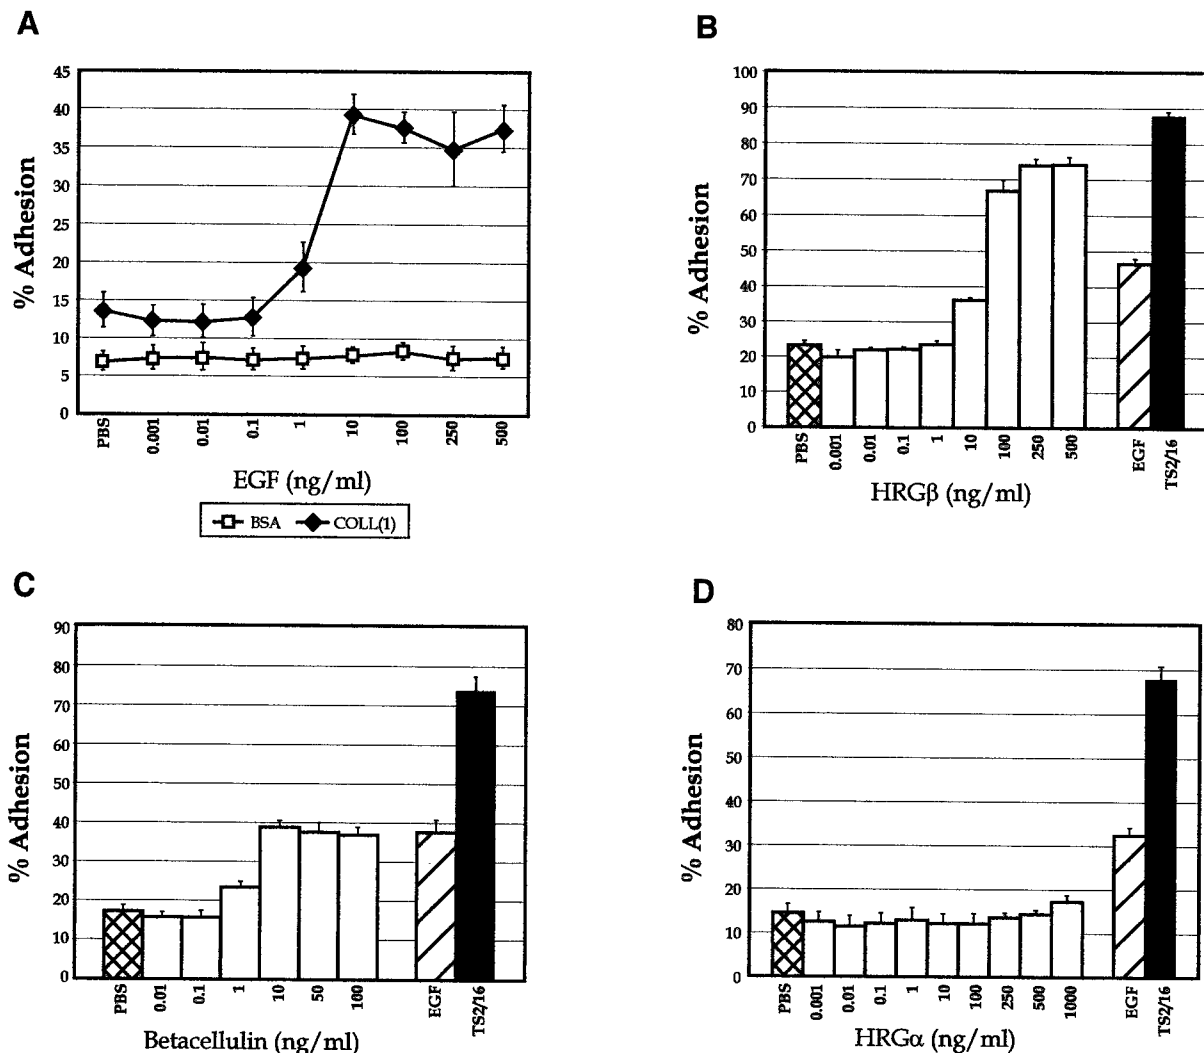 A
45
40
35
30
25
20
15
10
5
0
% Adhesion
PBS 0.001 0.01 0.1 1 10 100 250 500
EGF (ng/ml)
BSA COLL(1)
B
100
90
80
70
60
50
40
30
20
10
0
% Adhesion
PBS 0.001 0.01 0.1 1 10 100 250 500 EGF TS2/16
HRGβ (ng/ml)
C
90
80
70
60
50
40
30
20
10
0
% Adhesion
PBS 0.01 0.1 1 10 50 100 EGF TS2/16
Betacellulin (ng/ml)
D
80
70
60
50
40
30
20
10
0
% Adhesion
PBS 0.001 0.01 0.1 1 10 100 250 500 1000 EGF TS2/16
HRGα (ng/ml)